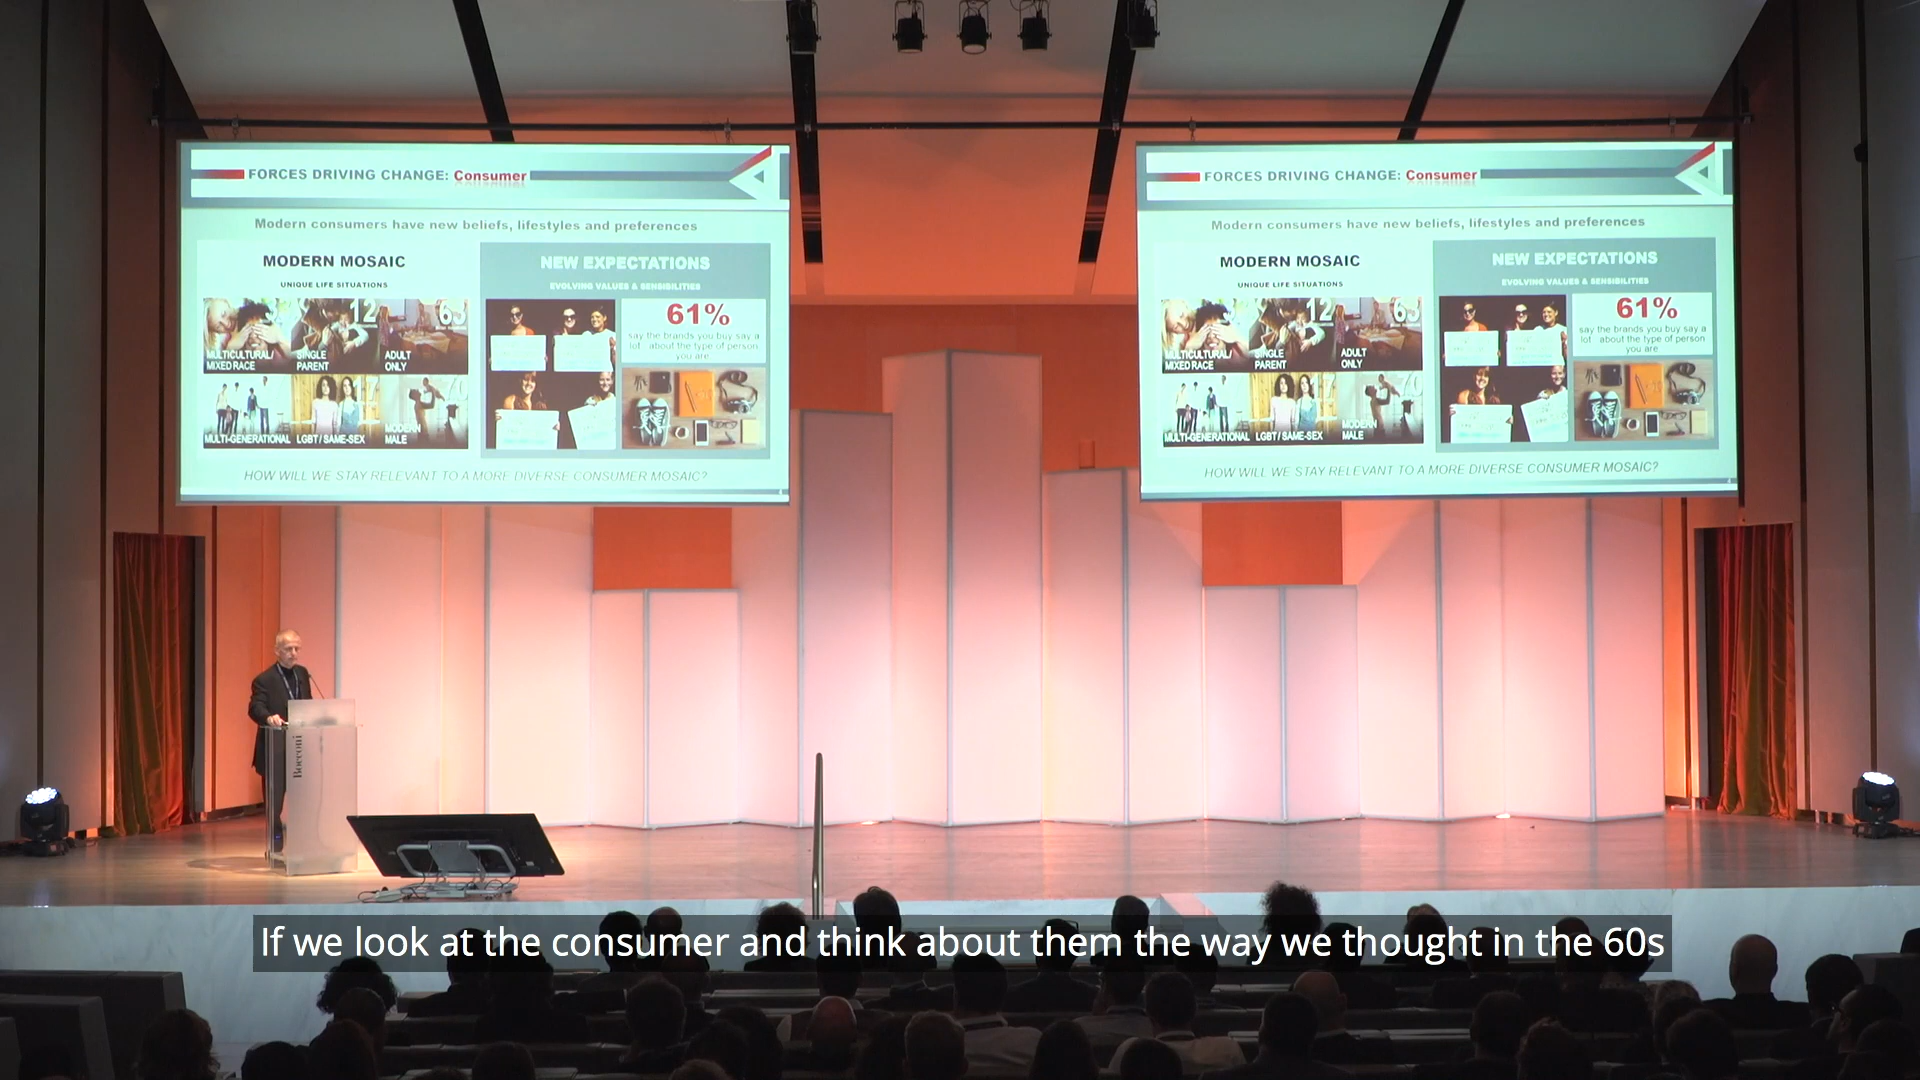 FORCES DRIVING CHANGE: Consumer
Modern consumers have new beliefs, lifestyles and preferences
MODERN MOSAIC
UNIQUE LIFE SITUATIONS
12
63
MULTICULTURAL/
MIXED RACE
SINGLE
PARENT
ADULT
ONLY
MULTI-GENERATIONAL
LGBT / SAME-SEX
MODERN
MALE
NEW EXPECTATIONS
EVOLVING VALUES & SENSIBILITIES
61%
say the brands you buy say a
lot about the type of person
you are
HOW WILL WE STAY RELEVANT TO A MORE DIVERSE CONSUMER MOSAIC?
FORCES DRIVING CHANGE: Consumer
Modern consumers have new beliefs, lifestyles and preferences
MODERN MOSAIC
UNIQUE LIFE SITUATIONS
12
63
MULTICULTURAL/
MIXED RACE
SINGLE
PARENT
ADULT
ONLY
MULTI-GENERATIONAL
LGBT / SAME-SEX
MODERN
MALE
NEW EXPECTATIONS
EVOLVING VALUES & SENSIBILITIES
61%
say the brands you buy say a
lot about the type of person
you are
HOW WILL WE STAY RELEVANT TO A MORE DIVERSE CONSUMER MOSAIC?
Bocconi
If we look at the consumer and think about them the way we thought in the 60s